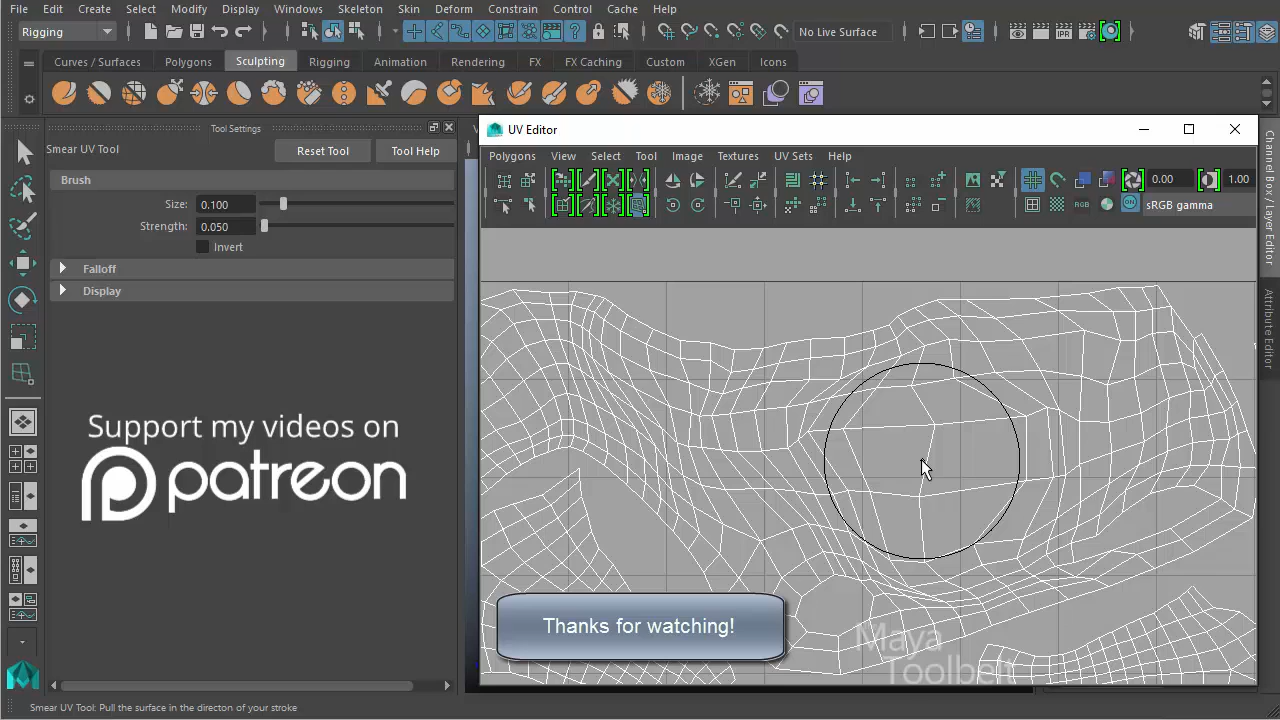 File Edit Create Select Modify Display Windows Skeleton Skin Deform Constrain Control Cache Help
Rigging
No Live Surface
IPR
Curves / Surfaces Polygons Sculpting Rigging Animation Rendering FX FX Caching Custom XGen Icons
Tool Settings
Smear UV Tool Reset Tool Tool Help
Brush
Size: 0.100
Strength: 0.050
Invert
Falloff
Display
Support my videos on
patreon
UV Editor
Polygons View Select Tool Image Textures UV Sets Help
0.00 1.00
RGB ON sRGB gamma
Channel Box / Layer Editor
Attribute Editor
Thanks for watching!
Maya
Toolbelt
Smear UV Tool: Pull the surface in the directon of your stroke